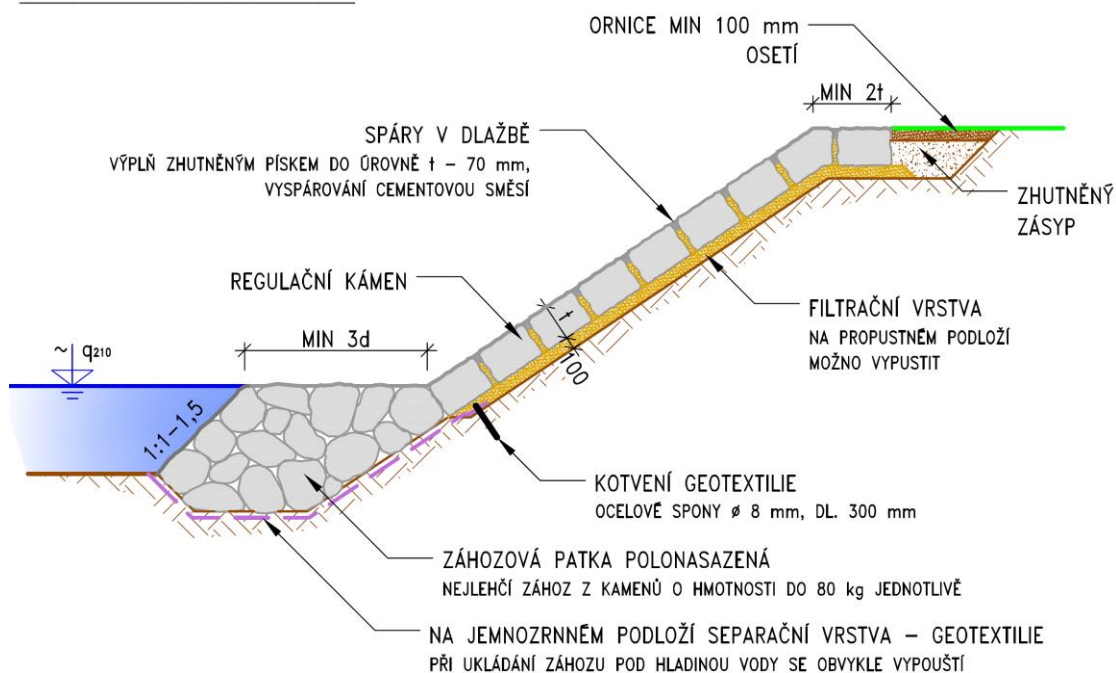 ORNICE MIN 100 mm
OSETÍ
MIN 2t
SPÁRY V DLAŽBĚ
VÝPLŇ ZHUTNĚNÝM PÍSKEM DO ÚROVNĚ t – 70 mm,
VYSPÁROVÁNÍ CEMENTOVOU SMĚSÍ
ZHUTNĚNÝ
ZÁSYP
REGULAČNÍ KÁMEN
FILTRAČNÍ VRSTVA
NA PROPUSTNÉM PODLOŽÍ
MOŽNO VYPUSTIT
t
100
MIN 3d
~ q210
1:1–1,5
KOTVENÍ GEOTEXTILIE
OCELOVÉ SPONY ø 8 mm, DL. 300 mm
ZÁHOZOVÁ PATKA POLONASAZENÁ
NEJLEHČÍ ZÁHOZ Z KAMENŮ O HMOTNOSTI DO 80 kg JEDNOTLIVĚ
NA JEMNOZRNNÉM PODLOŽÍ SEPARAČNÍ VRSTVA – GEOTEXTILIE
PŘI UKLÁDÁNÍ ZÁHOZU POD HLADINOU VODY SE OBVYKLE VYPOUŠTÍ